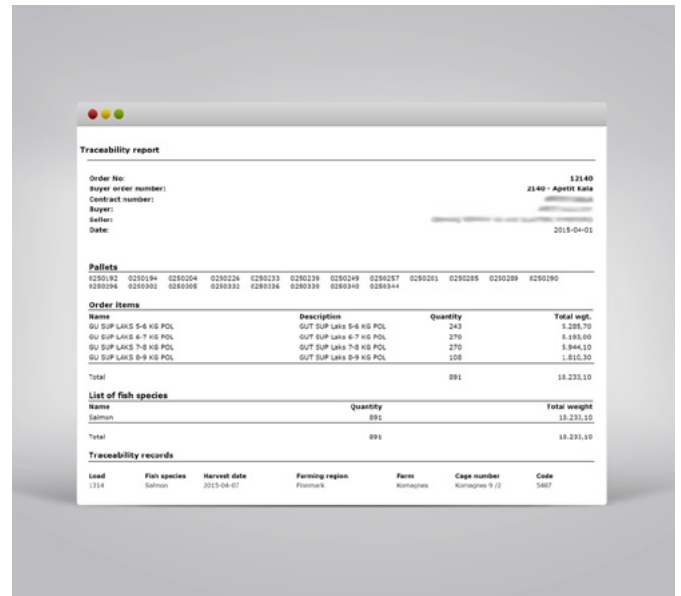 Traceability report
Order No: 12140
Buyer order number: 2140 - Apetit Kala
Contract number:
Buyer:
Seller:
Date: 2015-04-01
Pallets
0250192 0250194 0250204 0250226 0250233 0250239 0250249 0250257 0250281 0250285 0250289 0250290
0250296 0250302 0250305 0250332 0250336 0250339 0250340 0250344
Order items
Name Description Quantity Total wgt.
GU SUP LAKS 5-6 KG POL GUT SUP Laks 5-6 KG POL 243 5.285,70
GU SUP LAKS 6-7 KG POL GUT SUP Laks 6-7 KG POL 270 5.193,00
GU SUP LAKS 7-8 KG POL GUT SUP Laks 7-8 KG POL 270 5.944,10
GU SUP LAKS 8-9 KG POL GUT SUP Laks 8-9 KG POL 108 1.810,30
Total 891 18.233,10
List of fish species
Name Quantity Total weight
Salmon 891 18.233,10
Total 891 18.233,10
Traceability records
Load Fish species Harvest date Farming region Farm Cage number Code
1314 Salmon 2015-04-07 Finnmark Komagnes Komagnes 9 /2 5487